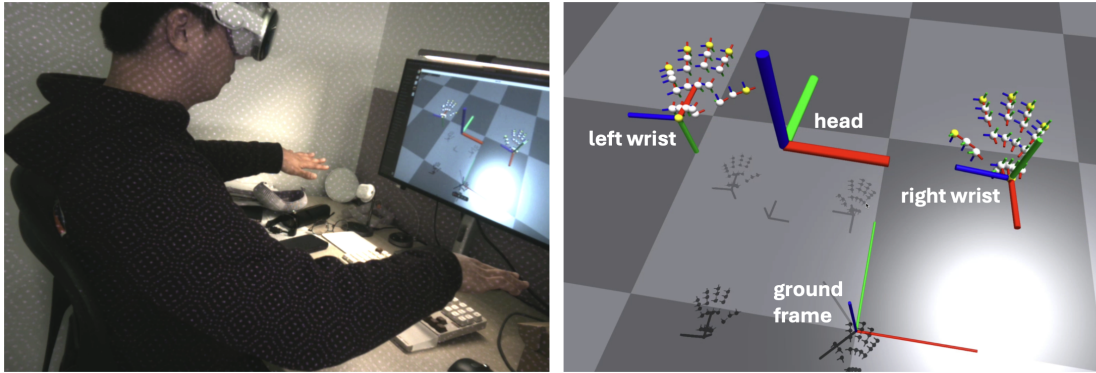 left wrist
head
right wrist
ground
frame